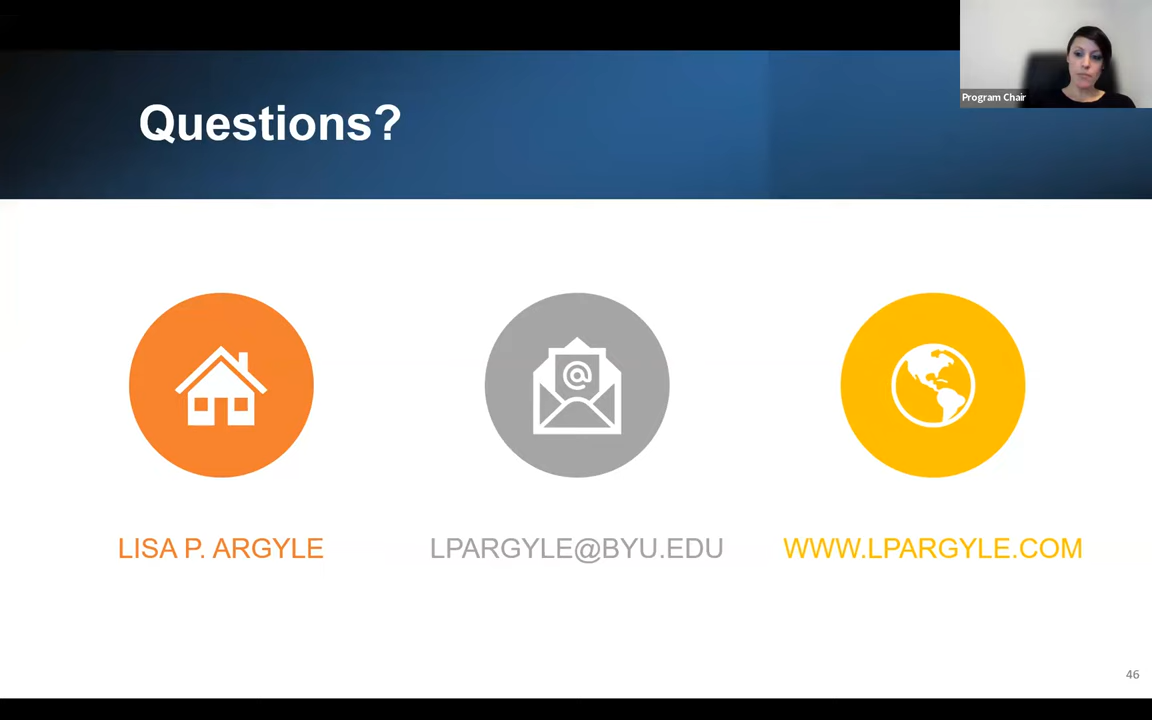 Program Chair
Questions?
@
LISA P. ARGYLE
LPARGYLE@BYU.EDU
WWW.LPARGYLE.COM
46